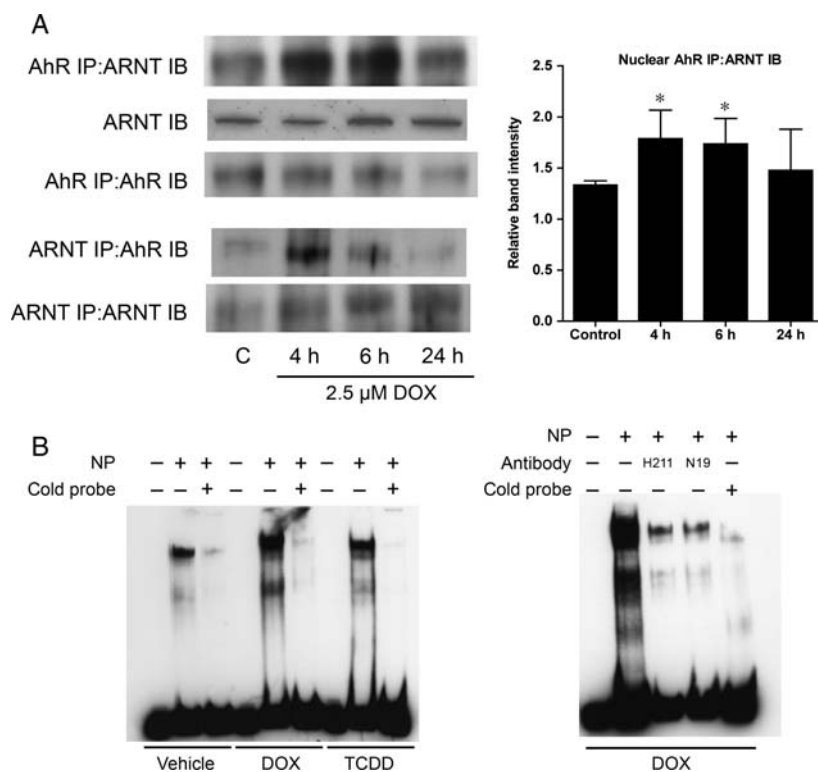 A
AhR IP:ARNT IB
ARNT IB
AhR IP:AhR IB
ARNT IP:AhR IB
ARNT IP:ARNT IB
C 4 h 6 h 24 h
2.5 µM DOX
Nuclear AhR IP:ARNT IB
Relative band intensity
2.5
2.0
1.5
1.0
0.5
0.0
* *
Control 4 h 6 h 24 h
B
NP – + + – + + – + +
Cold probe – – + – – + – – +
Vehicle DOX TCDD
NP – + + + +
Antibody – – H211 N19 –
Cold probe – – – – +
DOX